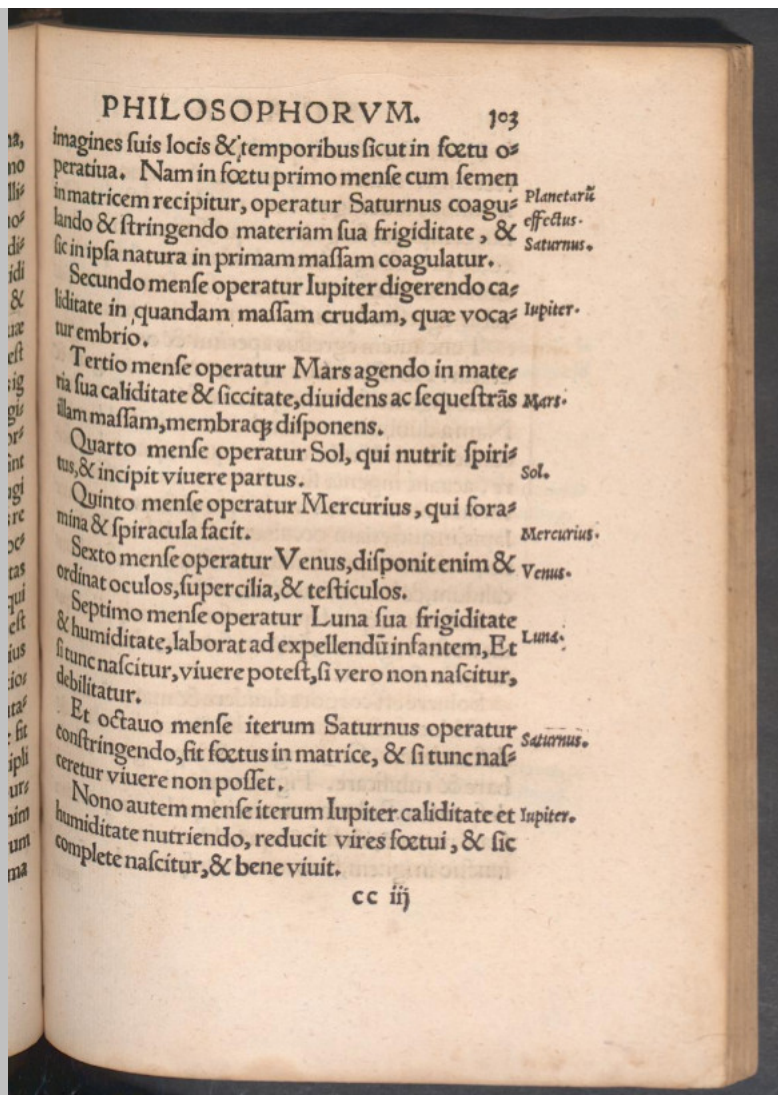 PHILOSOPHORVM. 103
imagines suis locis & temporibus sicut in fœtu o⸗
peratiua. Nam in fœtu primo mense cum semen
in matricem recipitur, operatur Saturnus coagu⸗
lando & stringendo materiam sua frigiditate, &
sic in ipsa natura in primam massam coagulatur.
Secundo mense operatur Iupiter digerendo ca⸗
liditate in quandam massam crudam, quæ voca⸗
tur embrio.
Tertio mense operatur Mars agendo in mate⸗
ria sua caliditate & siccitate, diuidens ac sequestrãs
illam massam, membraq; disponens.
Quarto mense operatur Sol, qui nutrit spiri⸗
tus, & incipit viuere partus.
Quinto mense operatur Mercurius, qui fora⸗
mina & spiracula facit.
Sexto mense operatur Venus, disponit enim &
ordinat oculos, supercilia, & testiculos.
Septimo mense operatur Luna sua frigiditate
& humiditate, laborat ad expellendũ infantem, Et
si tunc nascitur, viuere potest, si vero non nascitur,
debilitatur.
Et octauo mense iterum Saturnus operatur
constringendo, fit fœtus in matrice, & si tunc nas⸗
ceretur viuere non posset.
Nono autem mense iterum Iupiter caliditate et
humiditate nutriendo, reducit vires fœtui, & sic
complete nascitur, & bene viuit.
cc iij
Planetarũ
effectus.
Saturnus.
Iupiter.
Mars.
Sol.
Mercurius.
Venus.
Luna.
Saturnus.
Iupiter.